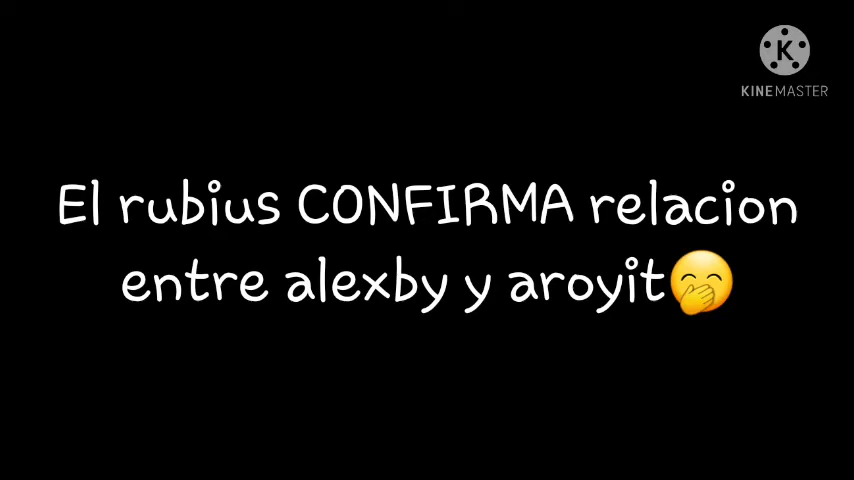 K
KINEMASTER
El rubius CONFIRMA relacion
entre alexby y aroyit🤭